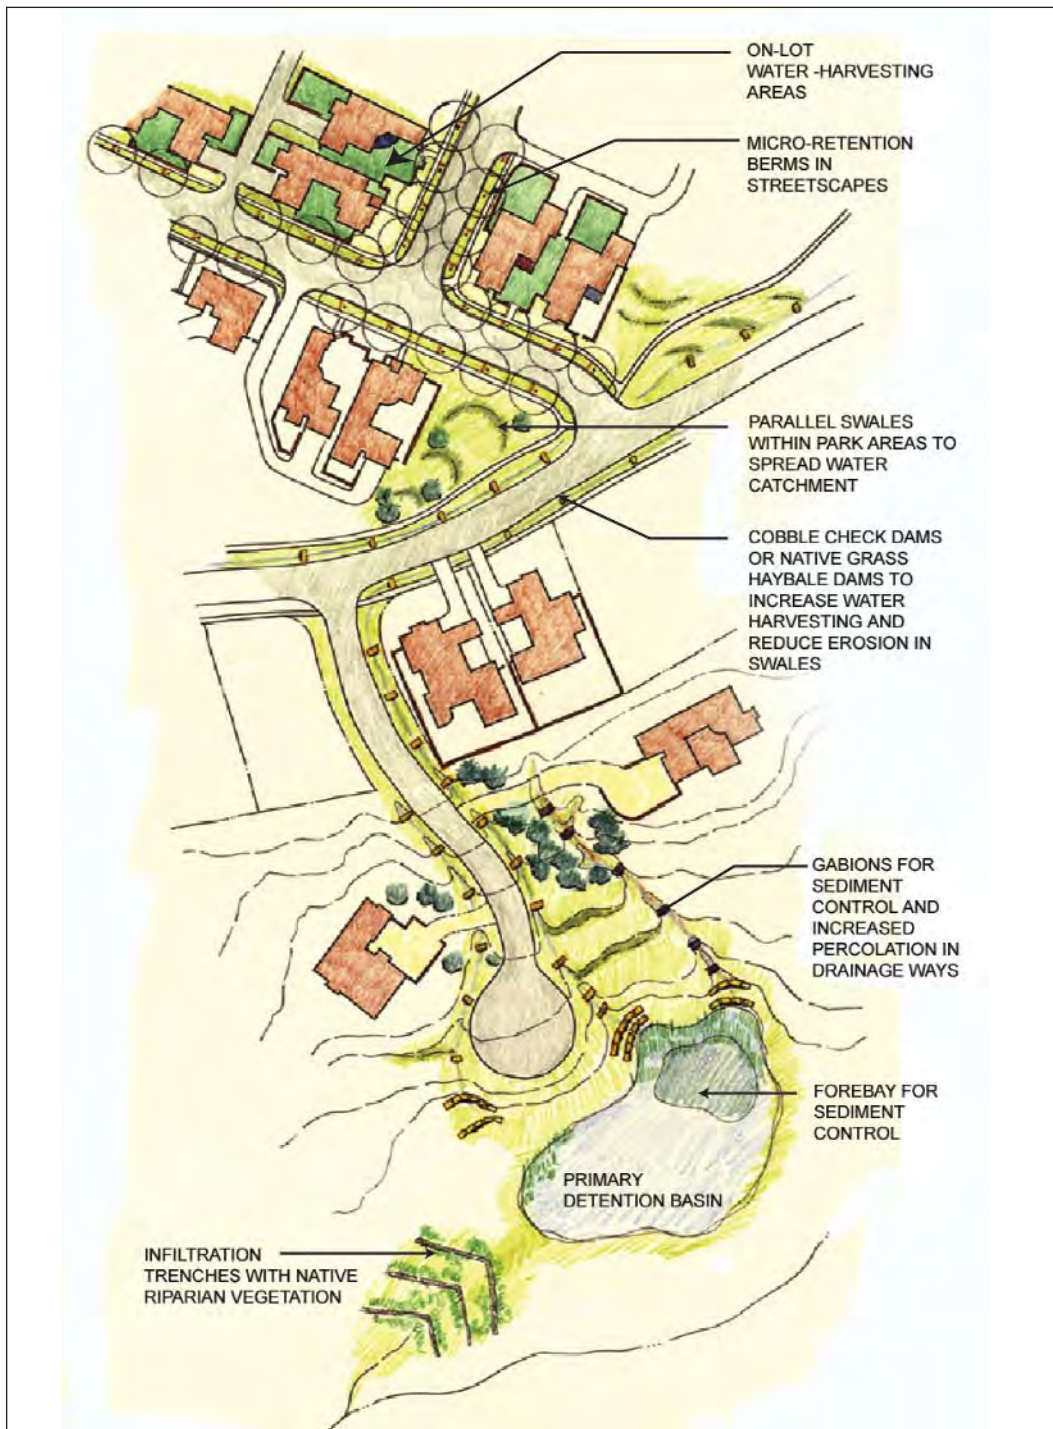 ON-LOT
WATER -HARVESTING
AREAS
MICRO-RETENTION
BERMS IN
STREETSCAPES
PARALLEL SWALES
WITHIN PARK AREAS TO
SPREAD WATER
CATCHMENT
COBBLE CHECK DAMS
OR NATIVE GRASS
HAYBALE DAMS TO
INCREASE WATER
HARVESTING AND
REDUCE EROSION IN
SWALES
GABIONS FOR
SEDIMENT
CONTROL AND
INCREASED
PERCOLATION IN
DRAINAGE WAYS
FOREBAY FOR
SEDIMENT
CONTROL
PRIMARY
DETENTION BASIN
INFILTRATION
TRENCHES WITH NATIVE
RIPARIAN VEGETATION